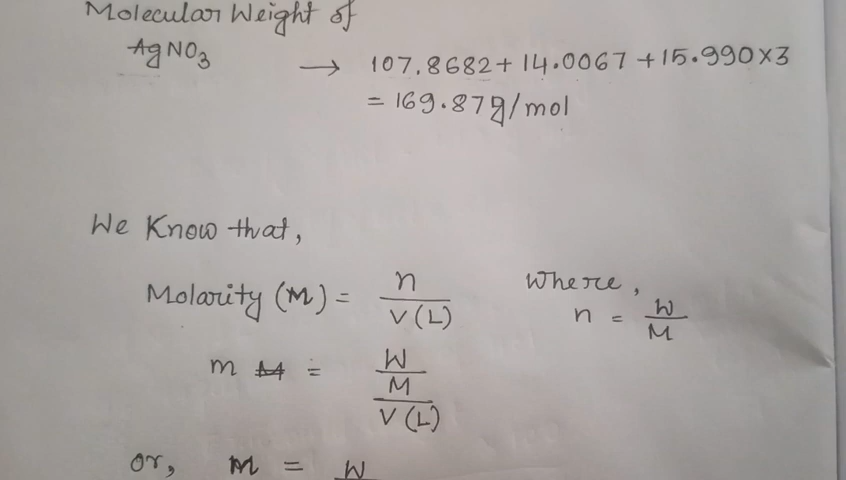 Molecular Weight of
AgNO3 → 107.8682 + 14.0067 + 15.990×3
= 169.87g/mol
We Know that,
Molarity (M) = n / V(L) Where, n = W / M
m = W / M / V(L)
or, m = W